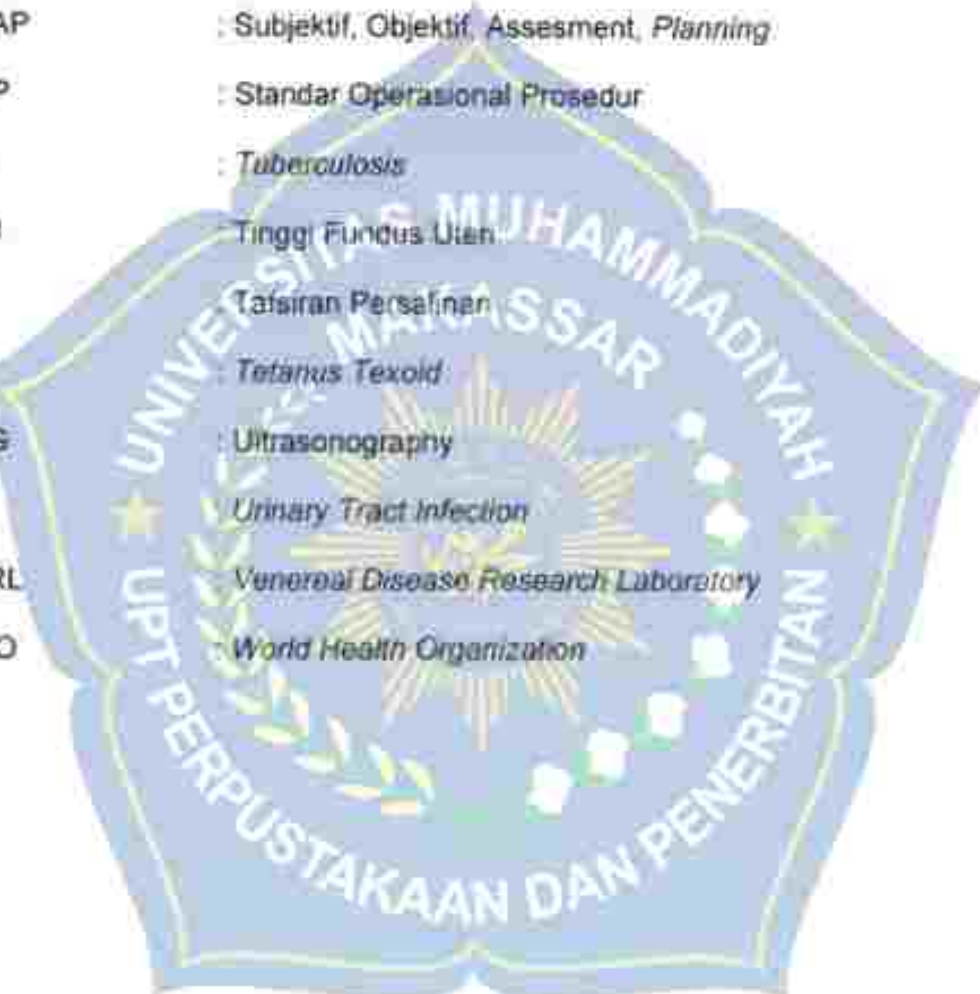 AP : Subjektif, Objektif, Assesment, Planning
P : Standar Operasional Prosedur
: Tuberculosis
: Tinggi Fundus Uteri
: Tafsiran Persalinan
: Tetanus Texoid
G : Ultrasonography
: Urinary Tract Infection
RL : Venereal Disease Research Laboratory
O : World Health Organization
UNIVERSITAS MUHAMMADIYAH
MAKASSAR
UPT PERPUSTAKAAN DAN PENERBITAN